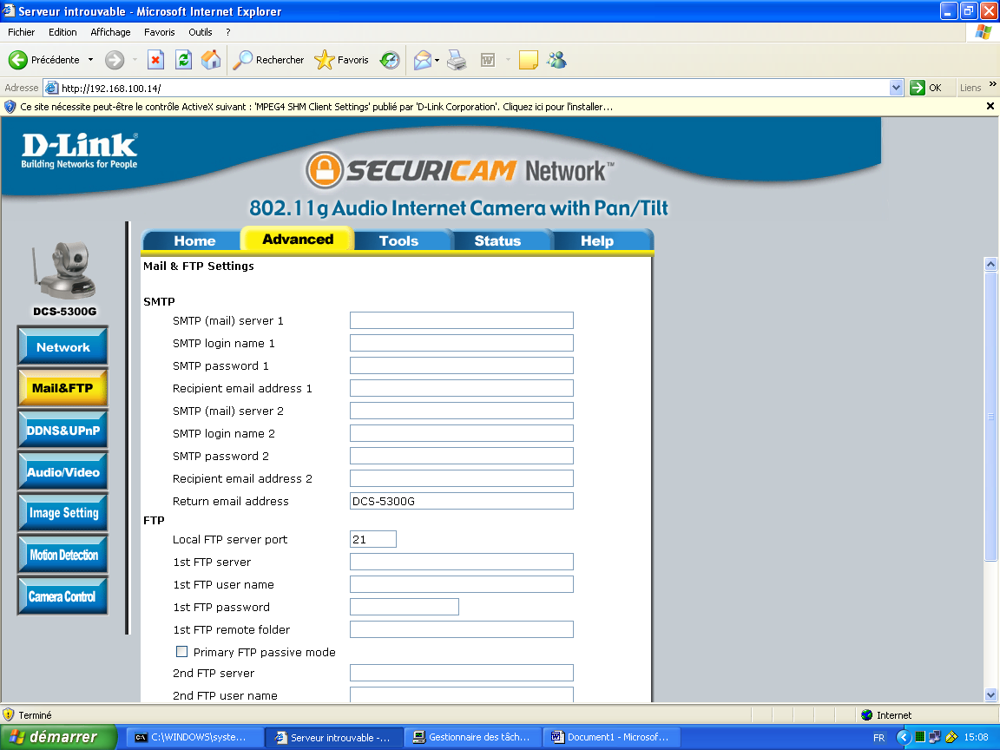 Serveur introuvable - Microsoft Internet Explorer
Fichier Edition Affichage Favoris Outils ?
Précédente Rechercher Favoris
Adresse http://192.168.100.14/ OK Liens »
Ce site nécessite peut-être le contrôle ActiveX suivant : 'MPEG4 SHM Client Settings' publié par 'D-Link Corporation'. Cliquez ici pour l'installer...
D-Link®
Building Networks for People
SECURICAM Network™
802.11g Audio Internet Camera with Pan/Tilt
Home Advanced Tools Status Help
DCS-5300G
Network
Mail&FTP
DDNS&UPnP
Audio/Video
Image Setting
Motion Detection
Camera Control
Mail & FTP Settings
SMTP
SMTP (mail) server 1
SMTP login name 1
SMTP password 1
Recipient email address 1
SMTP (mail) server 2
SMTP login name 2
SMTP password 2
Recipient email address 2
Return email address DCS-5300G
FTP
Local FTP server port 21
1st FTP server
1st FTP user name
1st FTP password
1st FTP remote folder
Primary FTP passive mode
2nd FTP server
2nd FTP user name
Terminé Internet
démarrer C:\WINDOWS\syste... Serveur introuvable -... Gestionnaire des tâch... Document1 - Microsof... FR 15:08